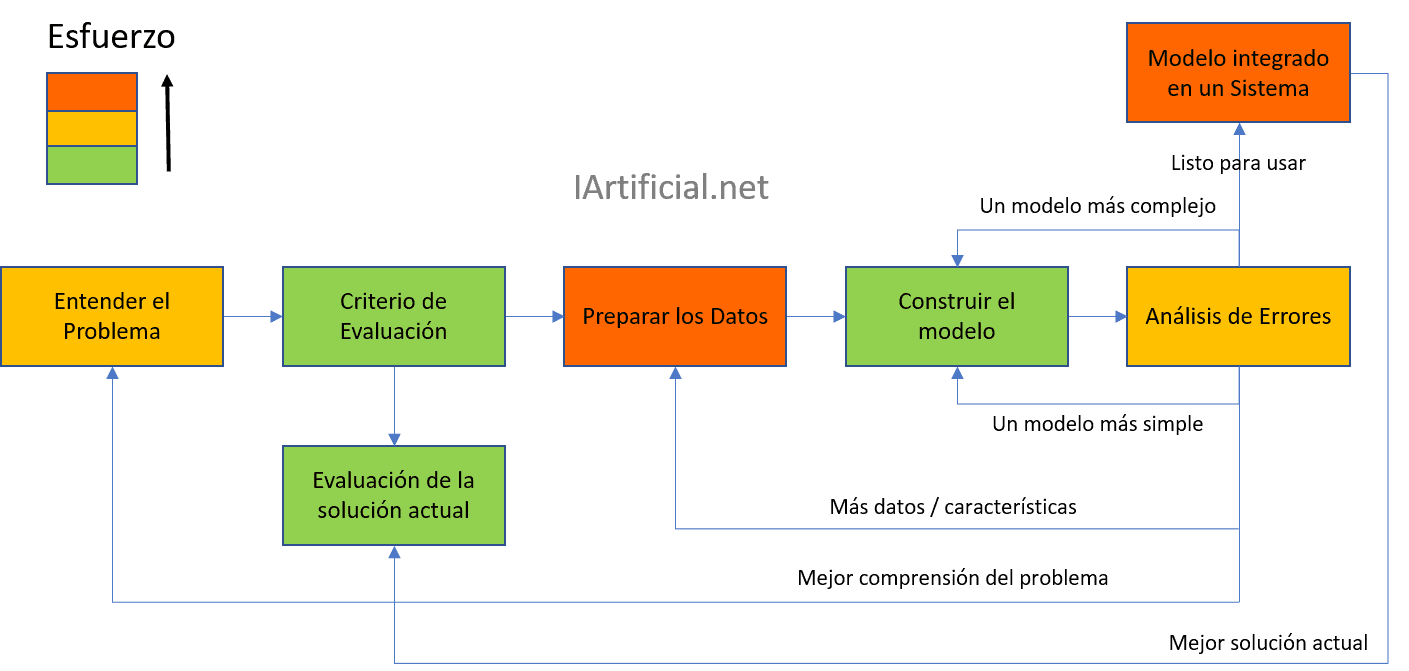 Esfuerzo
Modelo integrado
en un Sistema
Listo para usar
IArtificial.net
Un modelo más complejo
Entender el
Problema
Criterio de
Evaluación
Preparar los Datos
Construir el
modelo
Análisis de Errores
Un modelo más simple
Evaluación de la
solución actual
Más datos / características
Mejor comprensión del problema
Mejor solución actual